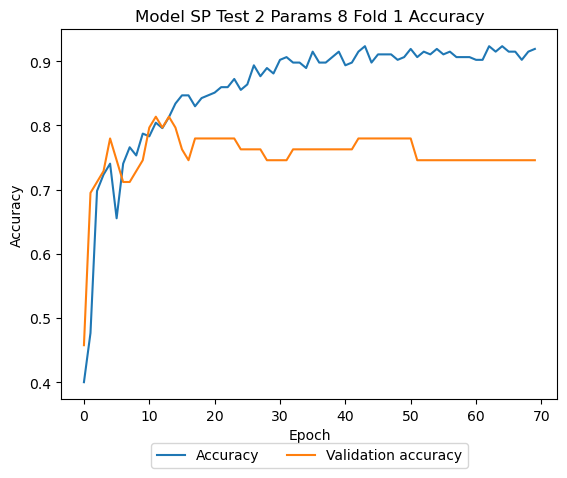 Model SP Test 2 Params 8 Fold 1 Accuracy
0.9
0.8
0.7
0.6
0.5
0.4
Accuracy
0 10 20 30 40 50 60 70
Epoch
Accuracy Validation accuracy